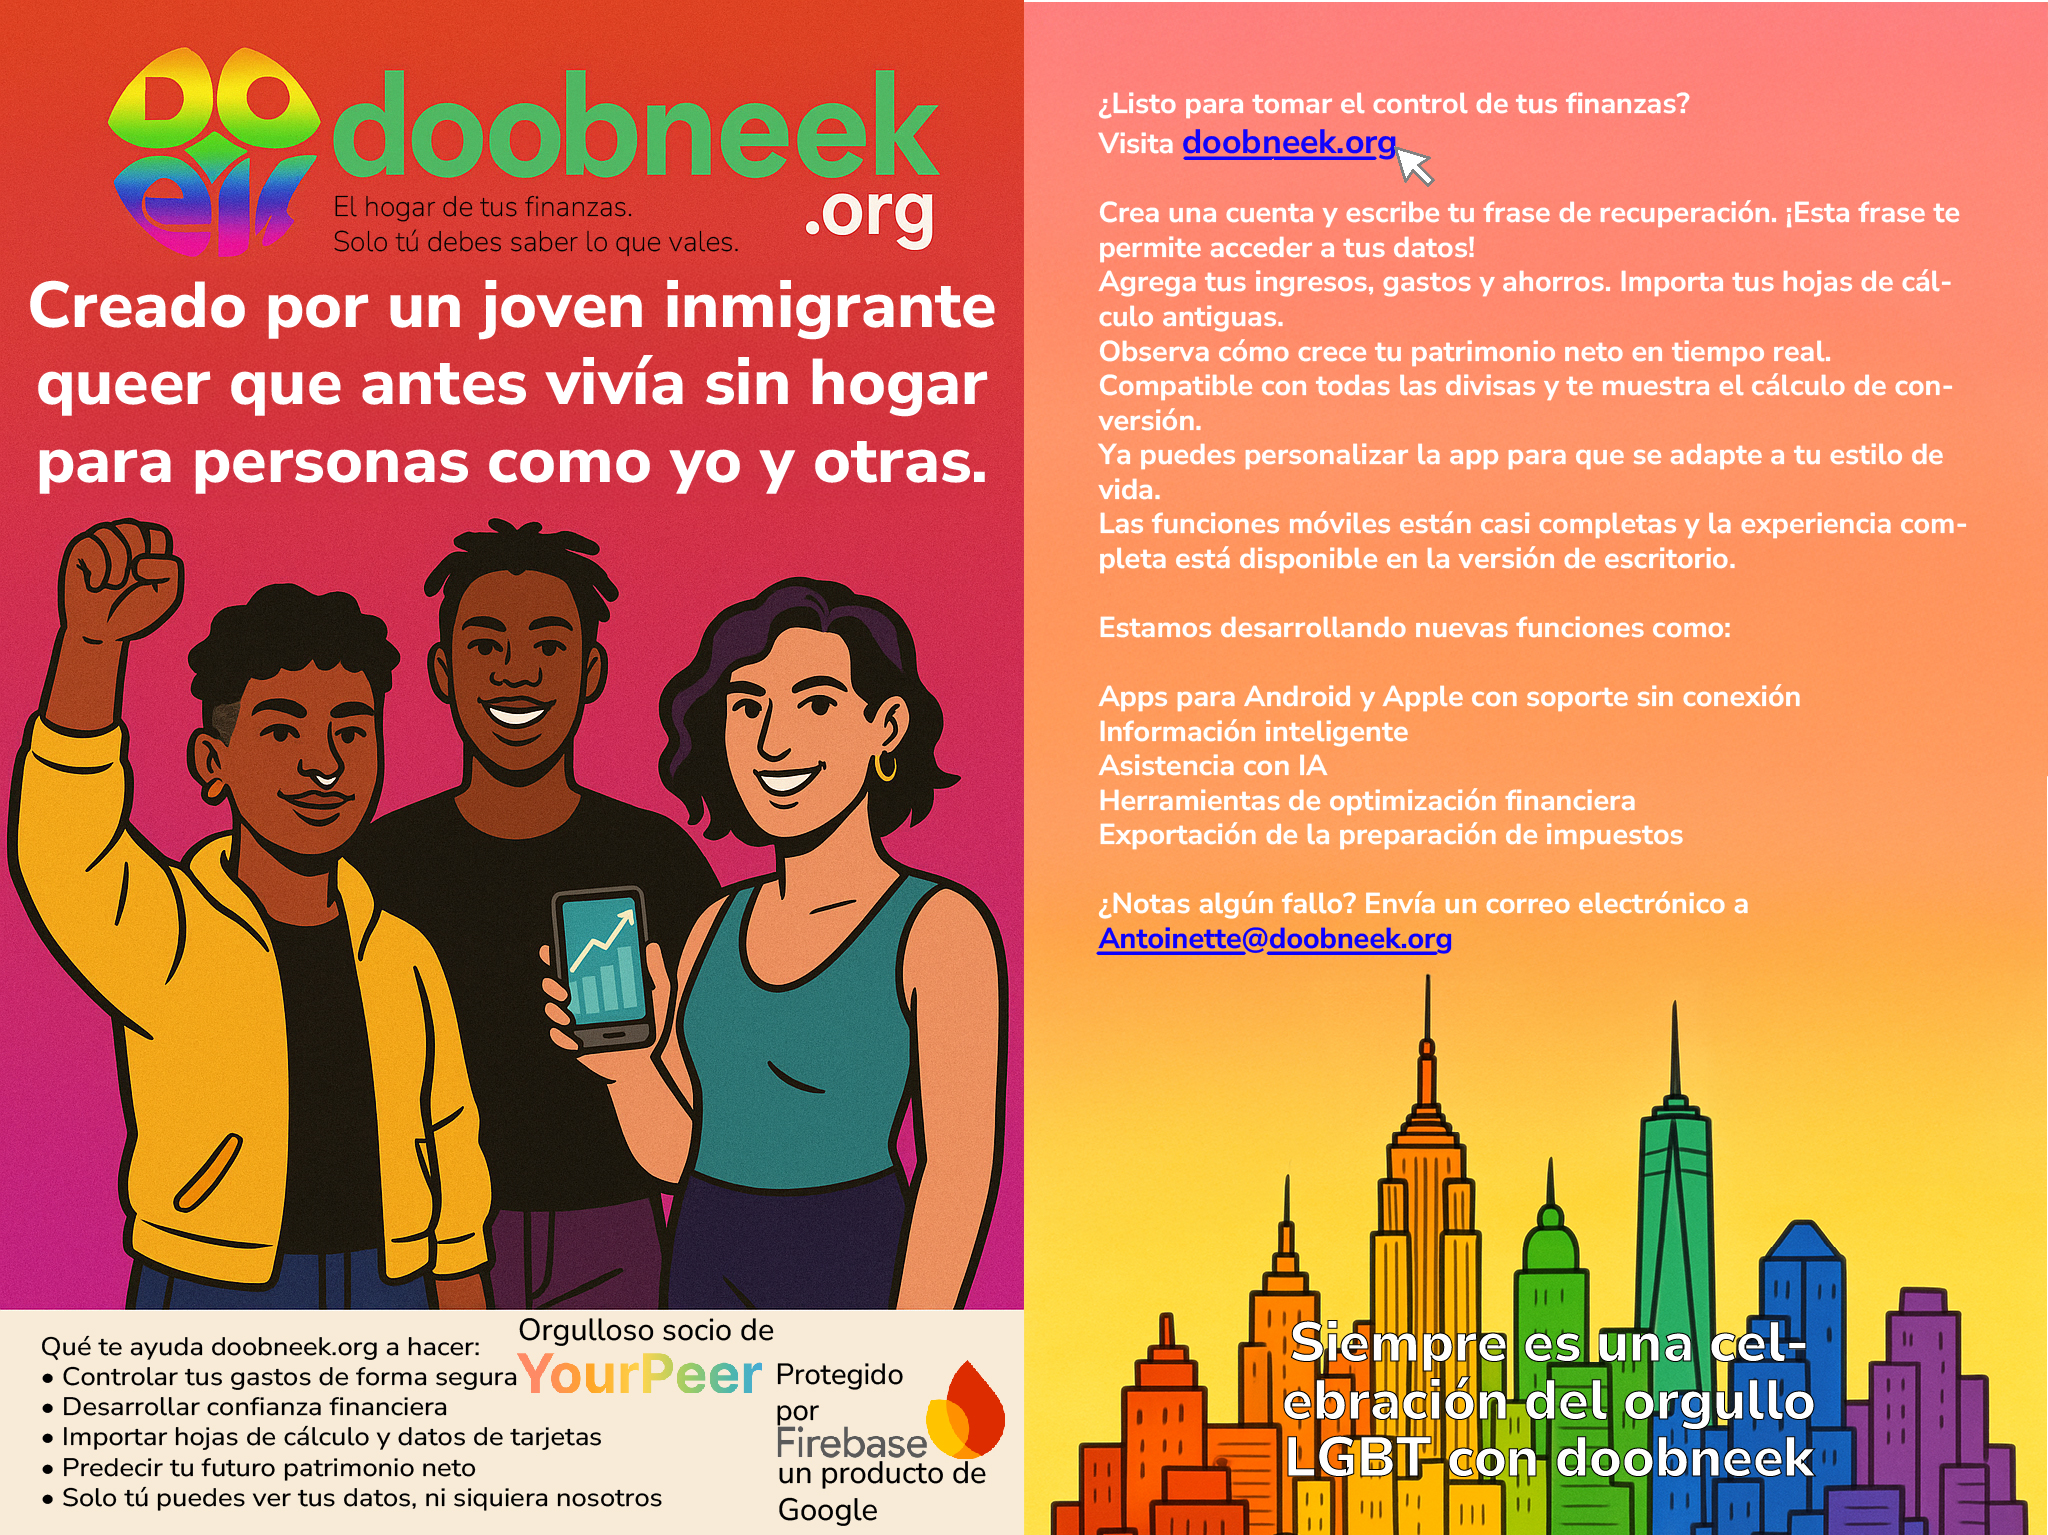 DO
eK
doobneek
.org
El hogar de tus finanzas.
Solo tú debes saber lo que vales.
Creado por un joven inmigrante
queer que antes vivía sin hogar
para personas como yo y otras.
Qué te ayuda doobneek.org a hacer:
• Controlar tus gastos de forma segura
• Desarrollar confianza financiera
• Importar hojas de cálculo y datos de tarjetas
• Predecir tu futuro patrimonio neto
• Solo tú puedes ver tus datos, ni siquiera nosotros
Orgulloso socio de
YourPeer
Protegido
por
Firebase
un producto de
Google
¿Listo para tomar el control de tus finanzas?
Visita doobneek.org
Crea una cuenta y escribe tu frase de recuperación. ¡Esta frase te
permite acceder a tus datos!
Agrega tus ingresos, gastos y ahorros. Importa tus hojas de cál-
culo antiguas.
Observa cómo crece tu patrimonio neto en tiempo real.
Compatible con todas las divisas y te muestra el cálculo de con-
versión.
Ya puedes personalizar la app para que se adapte a tu estilo de
vida.
Las funciones móviles están casi completas y la experiencia com-
pleta está disponible en la versión de escritorio.
Estamos desarrollando nuevas funciones como:
Apps para Android y Apple con soporte sin conexión
Información inteligente
Asistencia con IA
Herramientas de optimización financiera
Exportación de la preparación de impuestos
¿Notas algún fallo? Envía un correo electrónico a
Antoinette@doobneek.org
Siempre es una cel-
ebración del orgullo
LGBT con doobneek